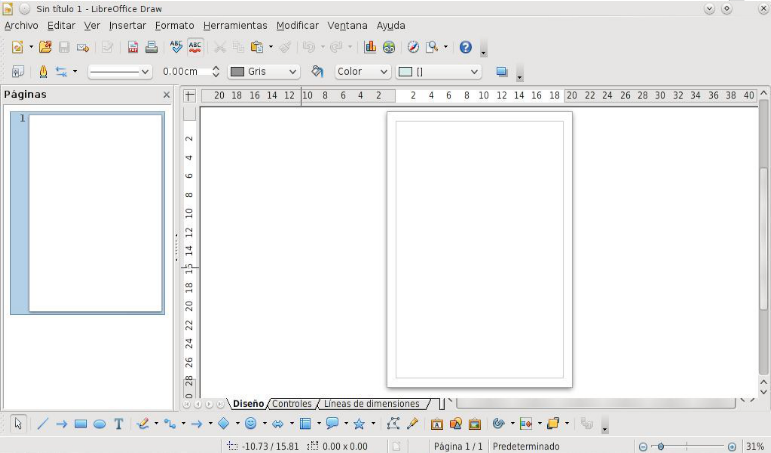 Sin título 1 - LibreOffice Draw
Archivo Editar Ver Insertar Formato Herramientas Modificar Ventana Ayuda
ABC ABC
0.00cm Gris Color
Páginas
20 18 16 14 12 10 8 6 4 2 2 4 6 8 10 12 14 16 18 20 22 24 26 28 30 32 34 36 38 40
1
2
4
6
8
10
12
14
15
18
20
22
24
26
28
Diseño Controles Líneas de dimensiones
T
-10.73 / 15.81 0.00 x 0.00 Página 1 / 1 Predeterminado 31%